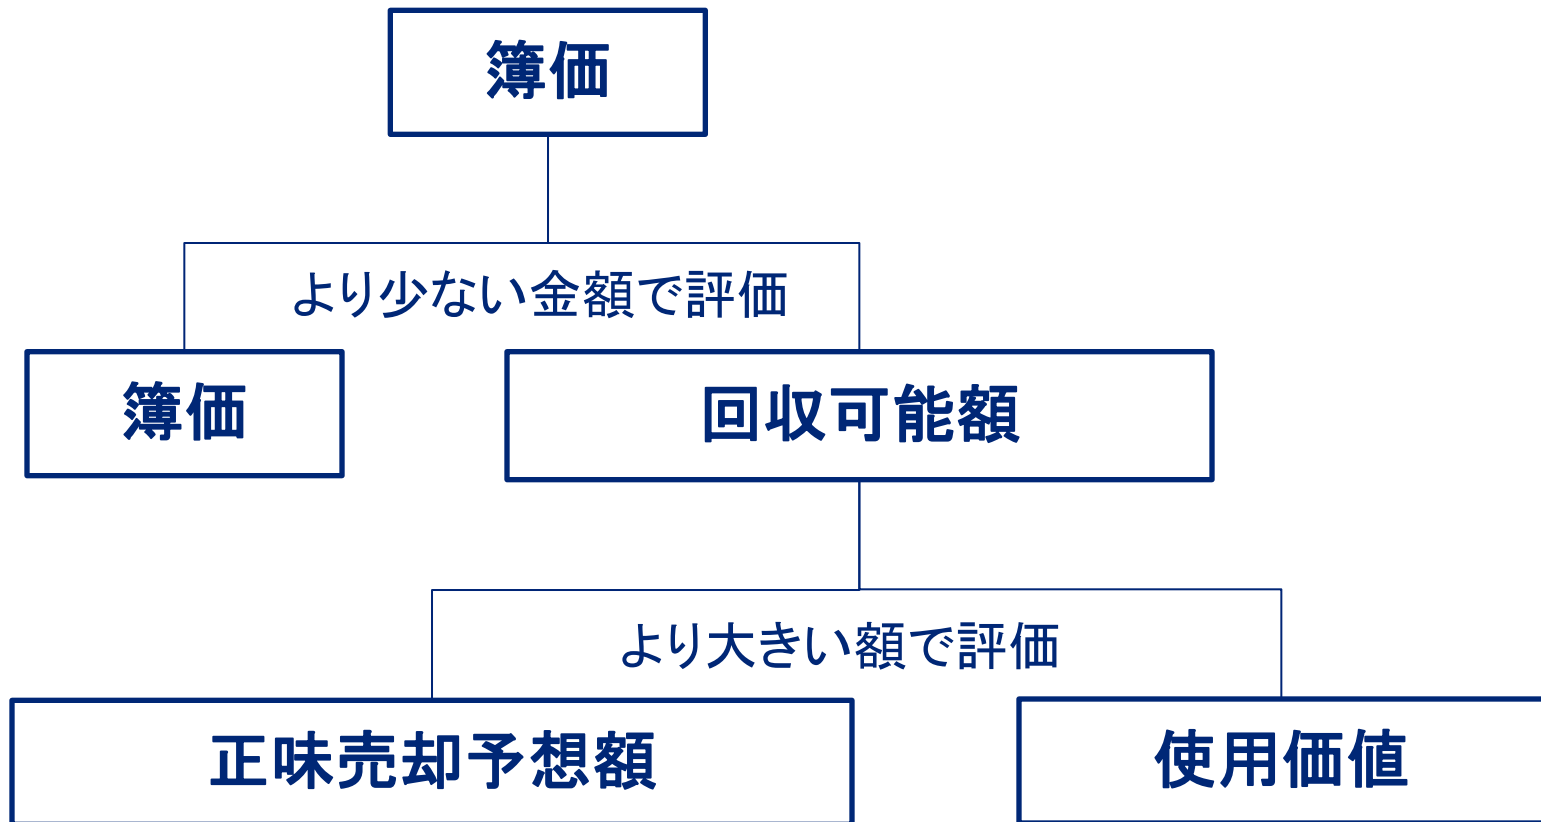 簿価
より少ない金額で評価
簿価
回収可能額
より大きい額で評価
正味売却予想額
使用価値